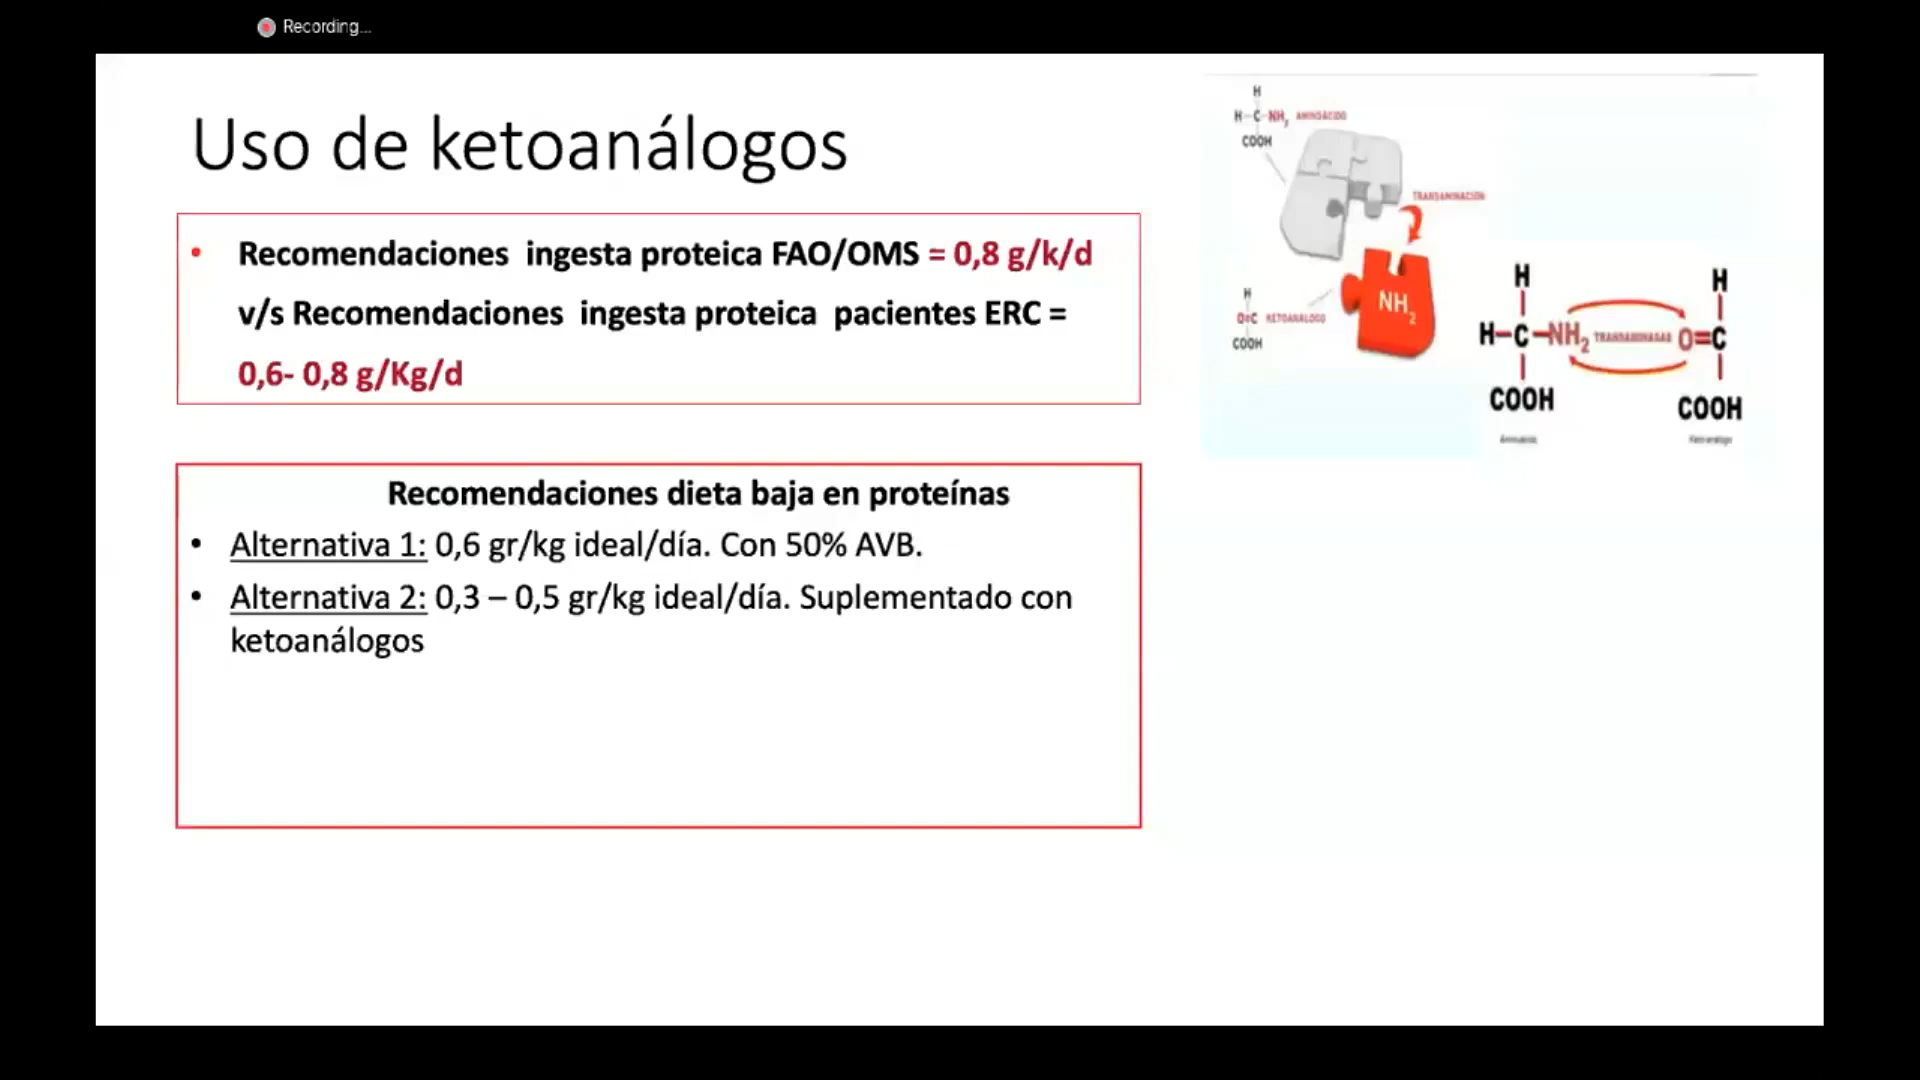 Recording...
Uso de ketoanálogos
• Recomendaciones ingesta proteica FAO/OMS = 0,8 g/k/d
v/s Recomendaciones ingesta proteica pacientes ERC =
0,6- 0,8 g/Kg/d
Recomendaciones dieta baja en proteínas
• Alternativa 1: 0,6 gr/kg ideal/día. Con 50% AVB.
• Alternativa 2: 0,3 – 0,5 gr/kg ideal/día. Suplementado con
ketoanálogos
H
H-C-NH2 AMINOÁCIDO
COOH
TRANSAMINACIÓN
NH2
H
O=C KETOANÁLOGO
COOH
H
H-C-NH2 TRANSAMINASAS O=C
COOH
Aminoácido
H
COOH